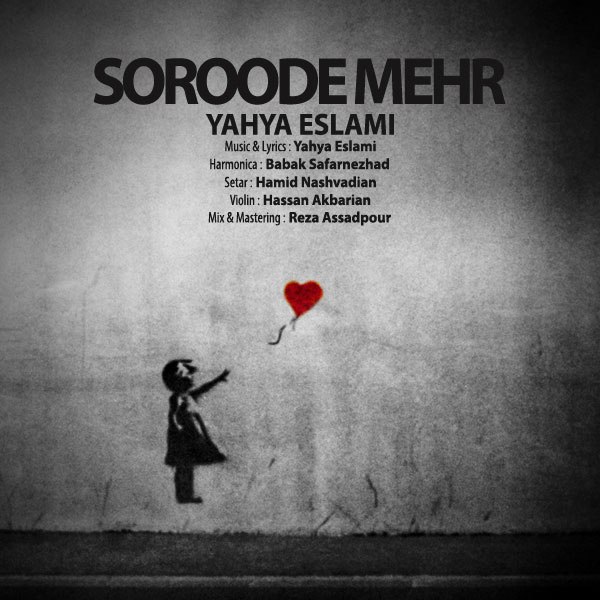 SOROODE MEHR
YAHYA ESLAMI
Music & Lyrics : Yahya Eslami
Harmonica : Babak Safarnezhad
Setar : Hamid Nashvadian
Violin : Hassan Akbarian
Mix & Mastering : Reza Assadpour